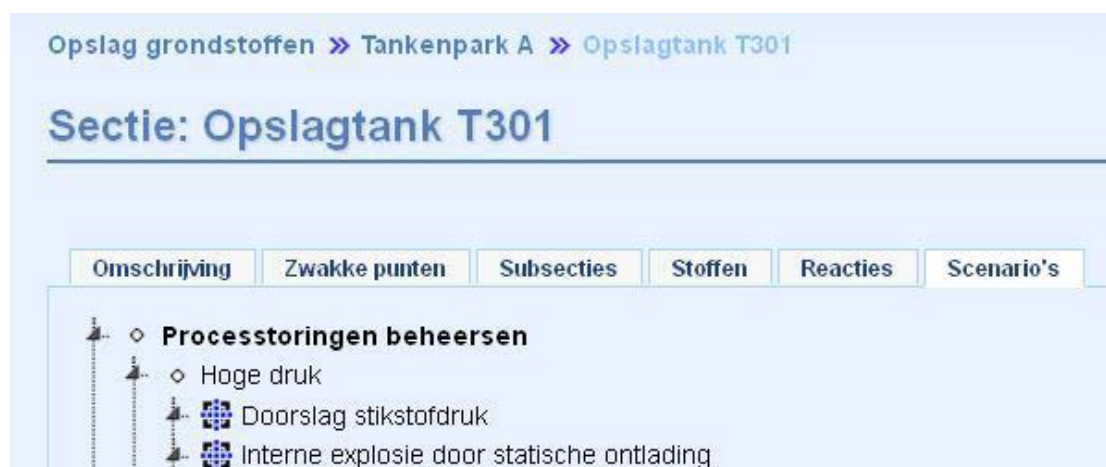 Opslag grondstoffen » Tankenpark A » Opslagtank T301
Sectie: Opslagtank T301
Omschrijving Zwakke punten Subsecties Stoffen Reacties Scenario's
Processtoringen beheersen
Hoge druk
Doorslag stikstofdruk
Interne explosie door statische ontlading